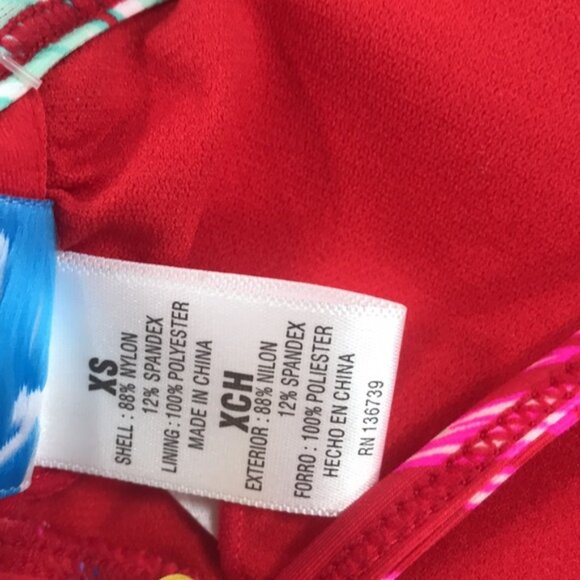 XS
SHELL : 88% NYLON
12% SPANDEX
LINING : 100% POLYESTER
MADE IN CHINA
XCH
EXTERIOR : 88% NILON
12% SPANDEX
FORRO : 100% POLIESTER
HECHO EN CHINA
RN 136739